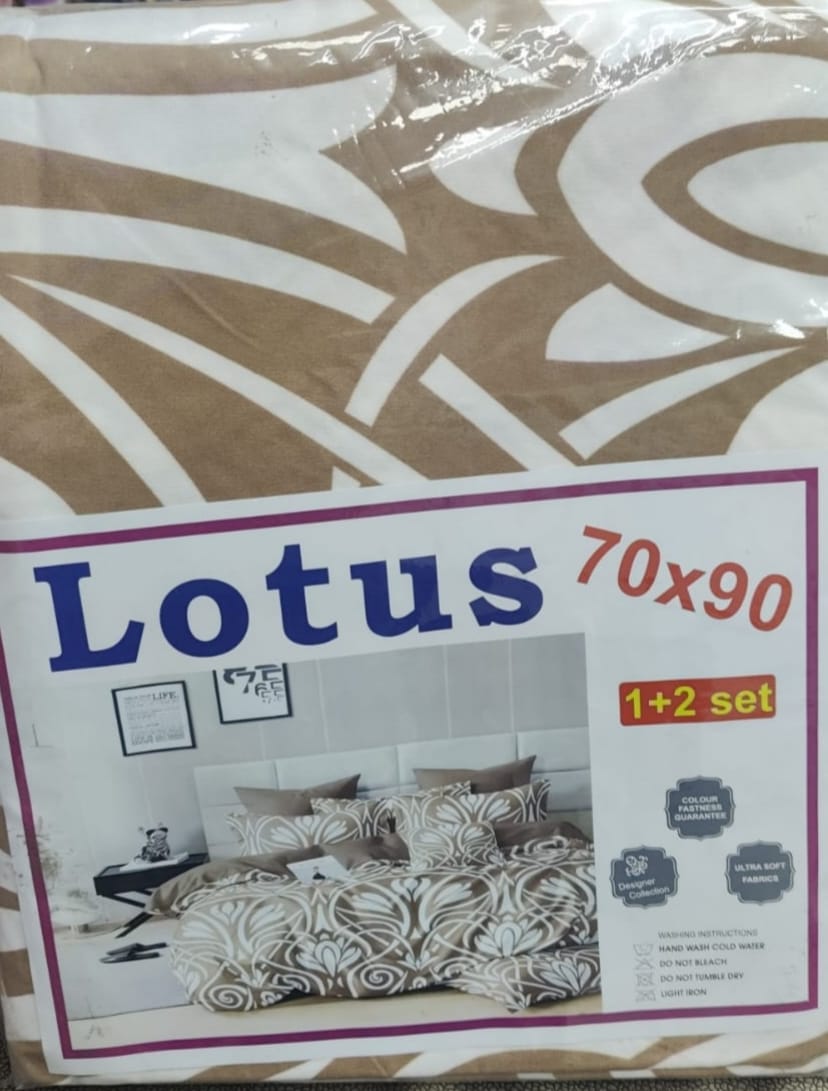 Lotus
70x90
1+2 set
LIFE.
COLOUR
FASTNESS
GUARANTEE
Designer
Collection
ULTRA SOFT
FABRICS
WASHING INSTRUCTIONS
HAND WASH COLD WATER
DO NOT BLEACH
DO NOT TUMBLE DRY
LIGHT IRON